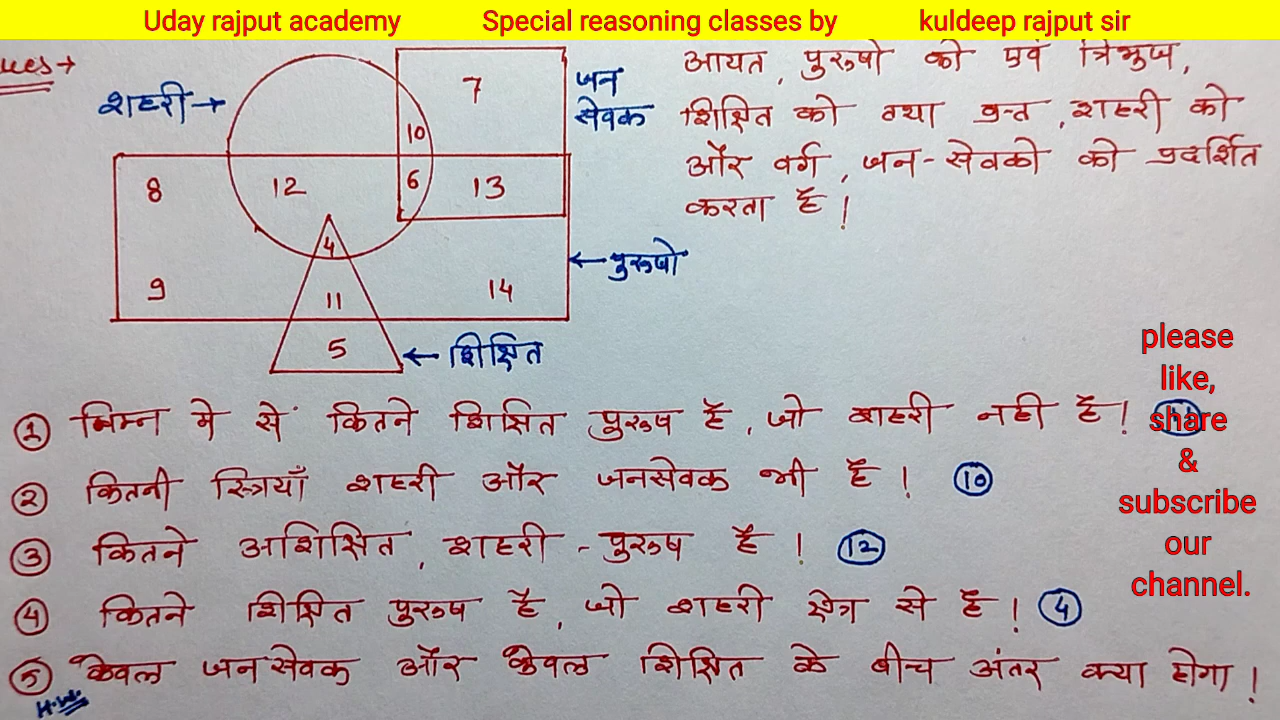 Uday rajput academy Special reasoning classes by kuldeep rajput sir
ues →
शहरी →
जन
सेवक
7
10
8 12 6 13
4
9 11 14
5
← पुरूषो
← शिक्षित
आयत, पुरूषो को एवं त्रिभुज,
शिक्षित को तथा व्रत्त, शहरी को
और वर्ग, जन-सेवको को प्रदर्शित
करता है!
① निम्न मे से कितने शिक्षित पुरूष है, जो शहरी नही है!
② कितनी स्त्रियाँ शहरी और जनसेवक भी है! ⑩
③ कितने अशिक्षित, शहरी - पुरूष है! ⑫
④ कितने शिक्षित पुरूष है, जो शहरी क्षेत्र से है! ④
⑤ केवल जनसेवक और केवल शिक्षित के बीच अंतर क्या होगा!
H.W.
please
like,
share
&
subscribe
our
channel.